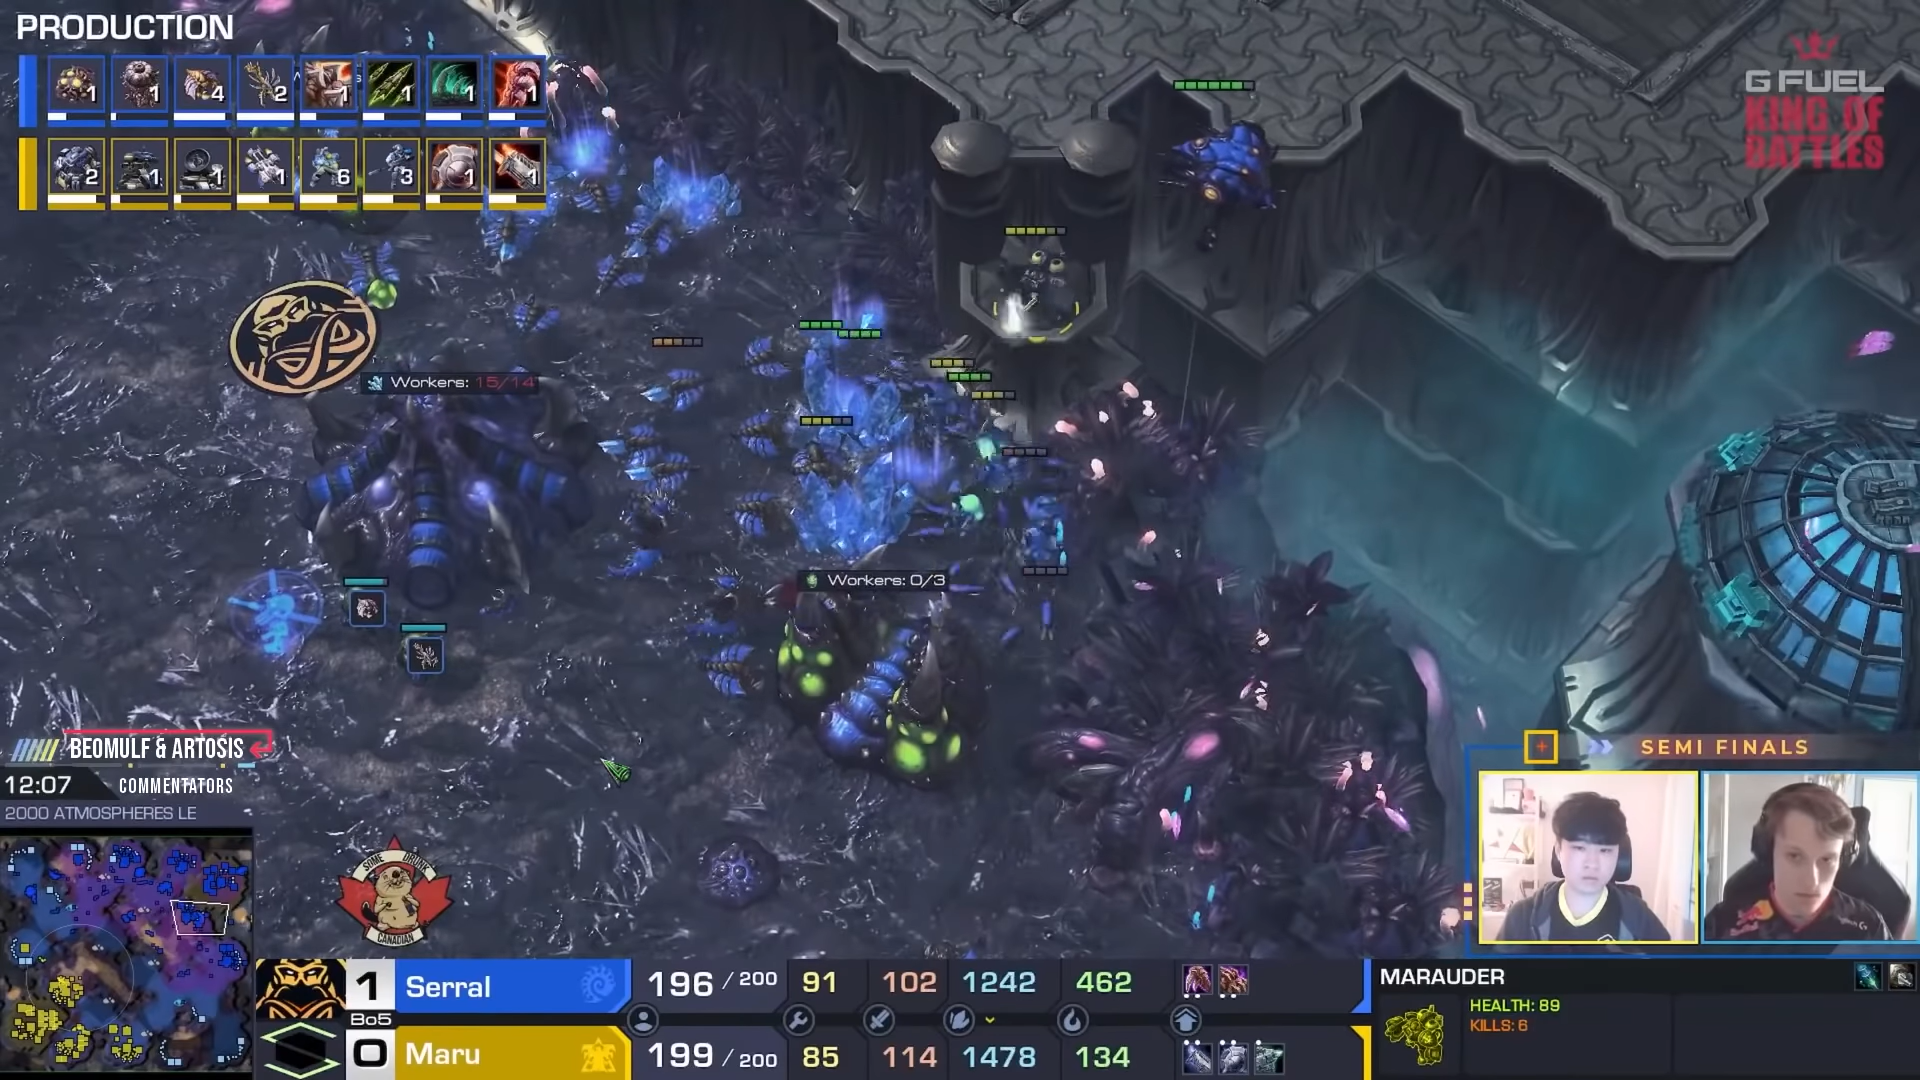 PRODUCTION
1 1 4 2 1 1 1 1
2 1 1 1 6 3 1 1
G FUEL
KING OF
BATTLES
Workers: 15/14
Workers: 0/3
BEOMULF & ARTOSIS
12:07
COMMENTATORS
2000 ATMOSPHERES LE
SOME DRUNK
CANADIAN
SEMI FINALS
1 Serral 196 / 200 91 102 1242 462
Bo5
0 Maru 199 / 200 85 114 1478 134
MARAUDER
HEALTH: 89
KILLS: 6